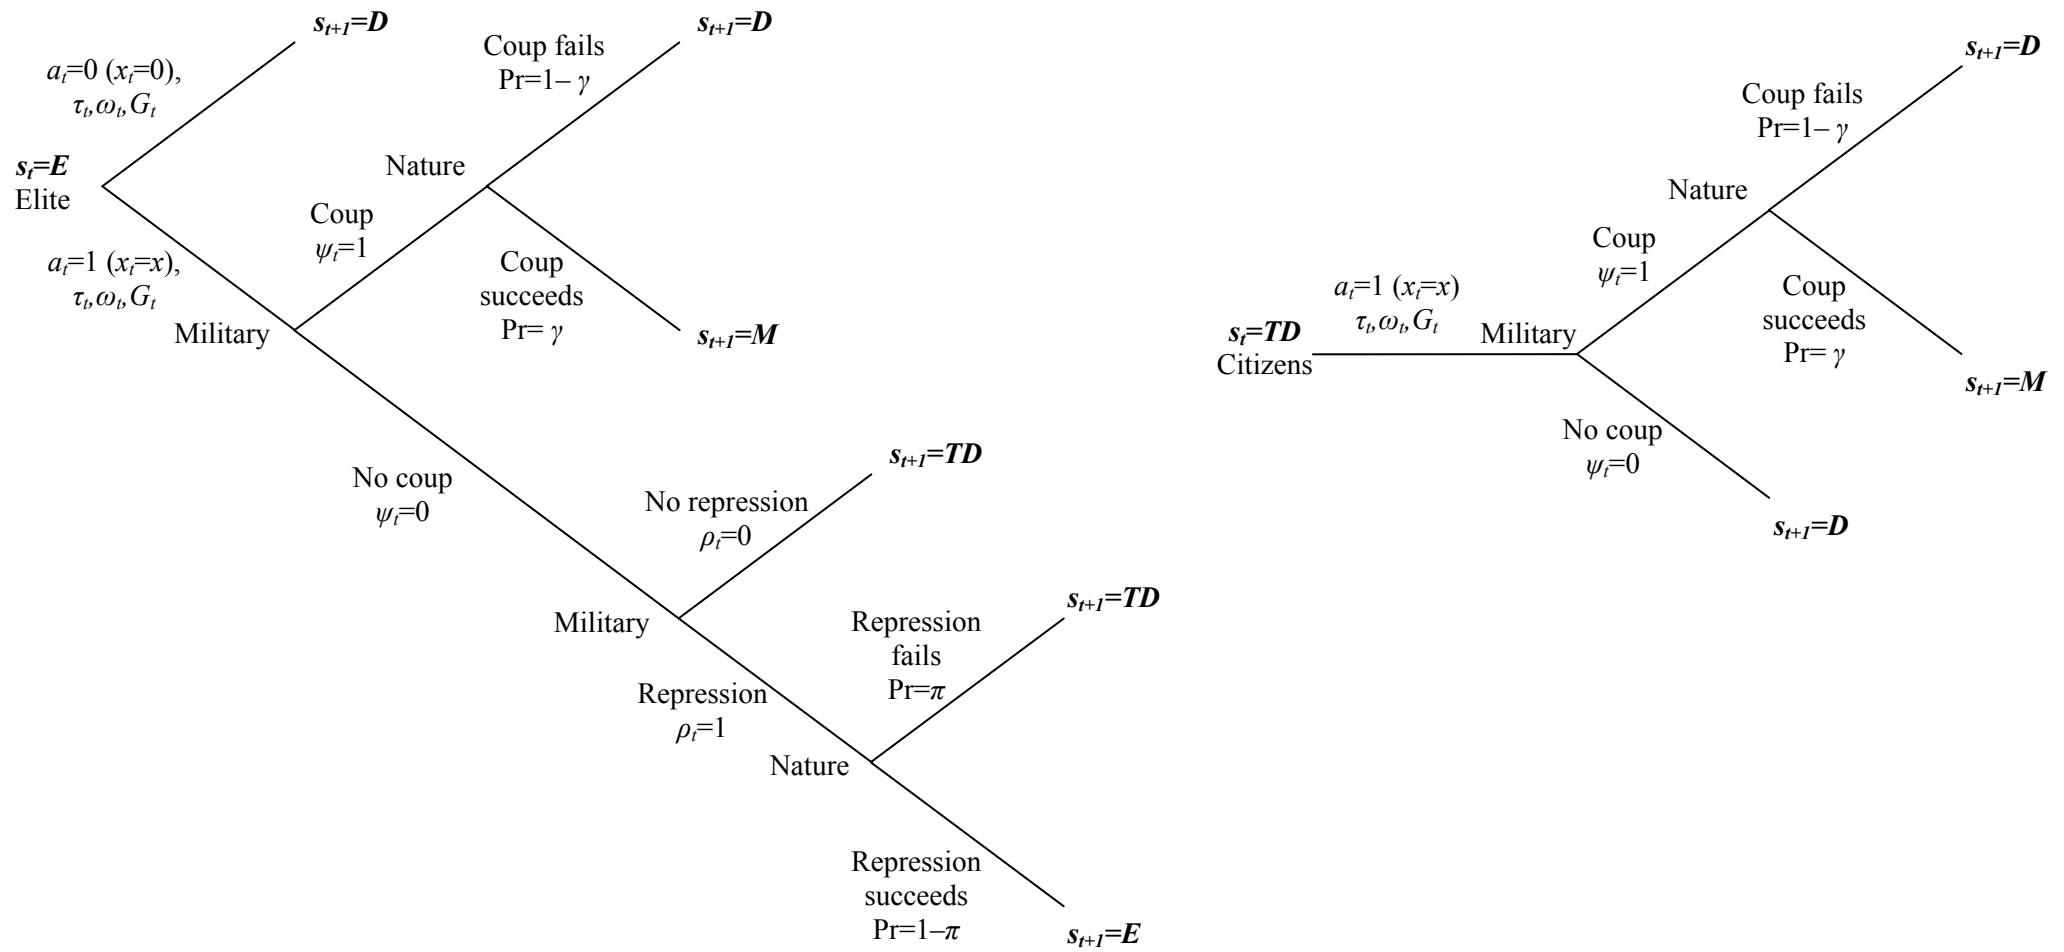 s_{t+1}=D
a_t=0 (x_t=0),
τ_t,ω_t,G_t
s_t=E
Elite
a_t=1 (x_t=x),
τ_t,ω_t,G_t
Military
Coup
ψ_t=1
Nature
Coup fails
Pr=1– γ
s_{t+1}=D
Coup
succeeds
Pr= γ
s_{t+1}=M
No coup
ψ_t=0
Military
No repression
ρ_t=0
s_{t+1}=TD
Repression
ρ_t=1
Nature
Repression
fails
Pr=π
s_{t+1}=TD
Repression
succeeds
Pr=1–π
s_{t+1}=E
s_t=TD
Citizens
a_t=1 (x_t=x)
τ_t,ω_t,G_t
Military
Coup
ψ_t=1
Nature
Coup fails
Pr=1– γ
s_{t+1}=D
Coup
succeeds
Pr= γ
s_{t+1}=M
No coup
ψ_t=0
s_{t+1}=D